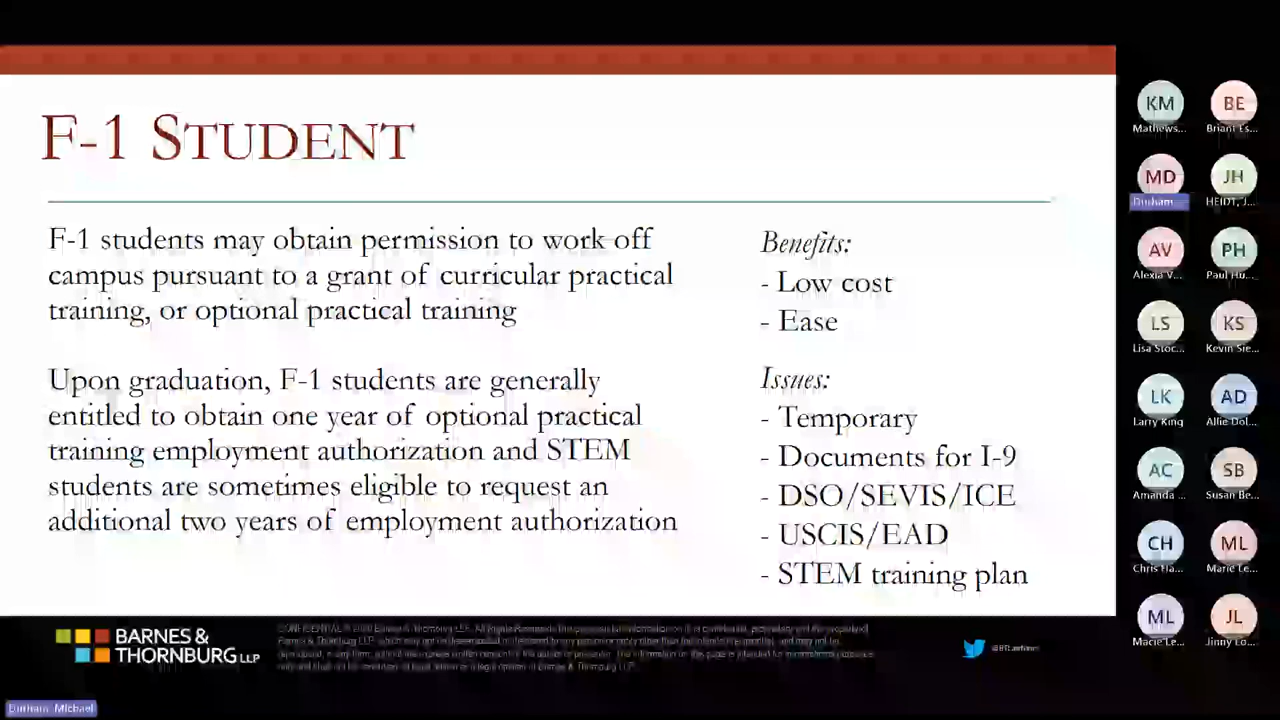 F-1 STUDENT
F-1 students may obtain permission to work off
campus pursuant to a grant of curricular practical
training, or optional practical training
Upon graduation, F-1 students are generally
entitled to obtain one year of optional practical
training employment authorization and STEM
students are sometimes eligible to request an
additional two years of employment authorization
Benefits:
- Low cost
- Ease
Issues:
- Temporary
- Documents for I-9
- DSO/SEVIS/ICE
- USCIS/EAD
- STEM training plan
BARNES &
THORNBURG LLP
@BTLawNews
KM
Mathews...
BE
Briani Es...
MD
Durham...
JH
HEIDT, J...
AV
Alexia V...
PH
Paul Hu...
LS
Lisa Stoc...
KS
Kevin Sie...
LK
Larry King
AD
Allie Dol...
AC
Amanda ...
SB
Susan Be...
CH
Chris Ha...
ML
Marie Le...
ML
Macie Le...
JL
Jinny Lo...
Durham, Michael